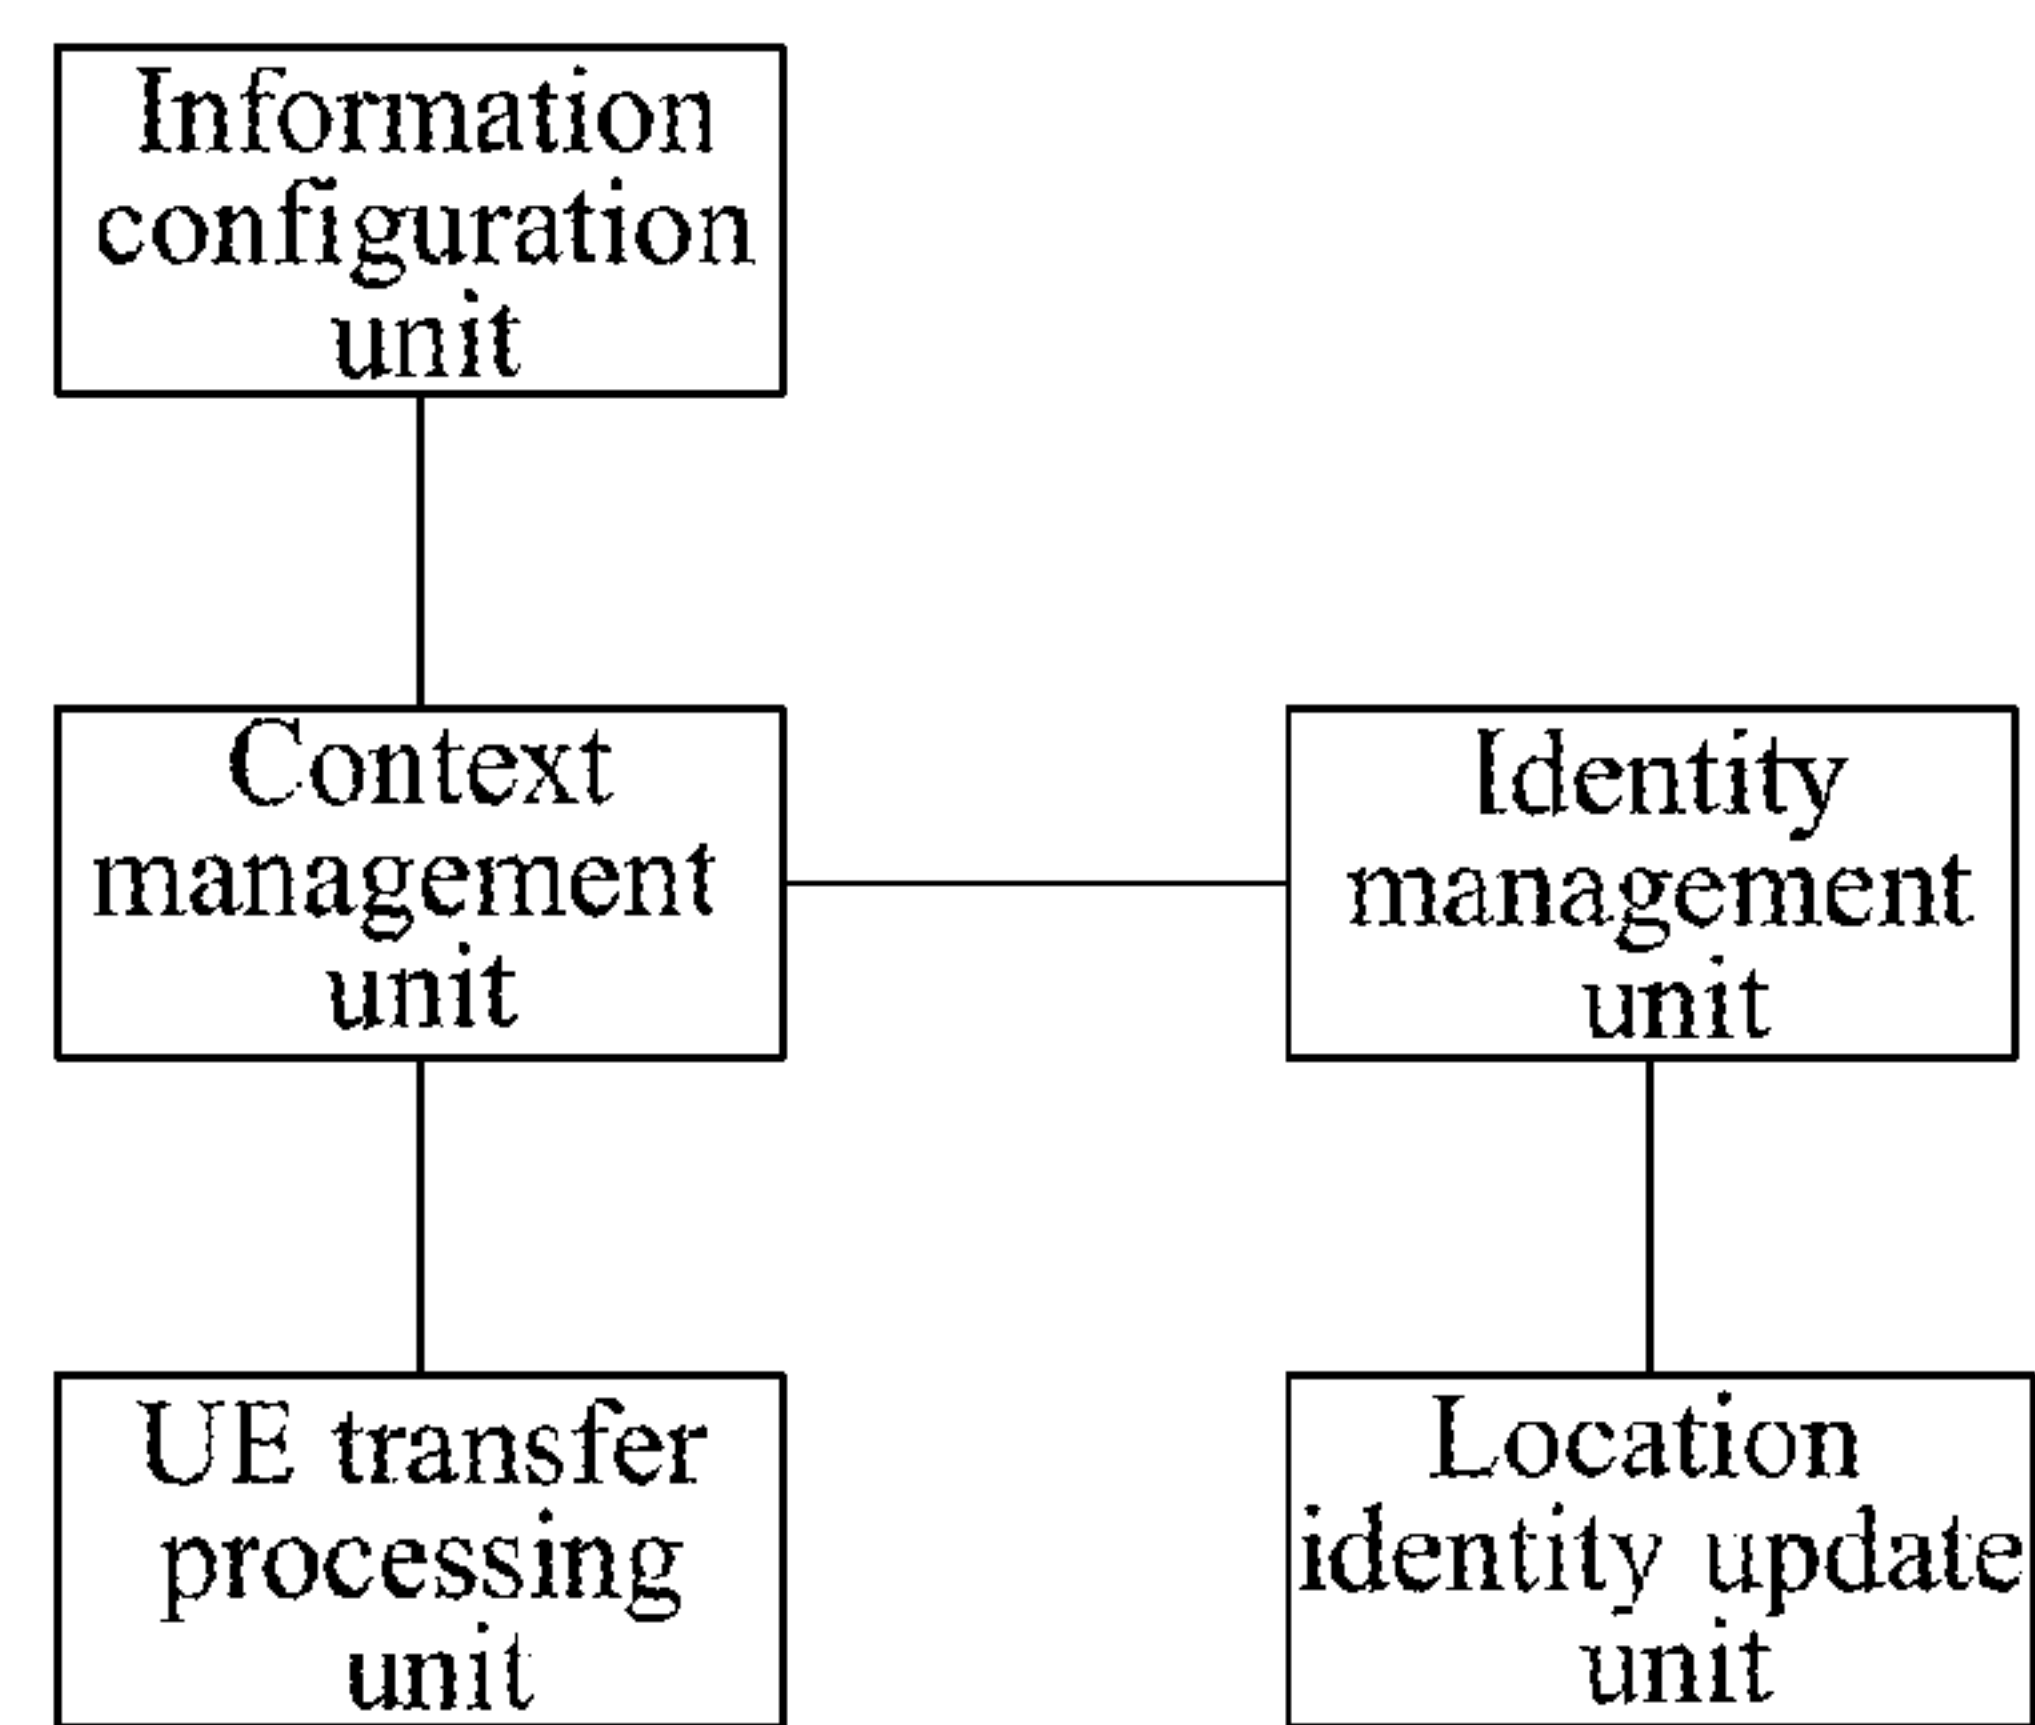 Information
configuration
unit
Context
management
unit
Identity
management
unit
UE transfer
processing
unit
Location
identity update
unit